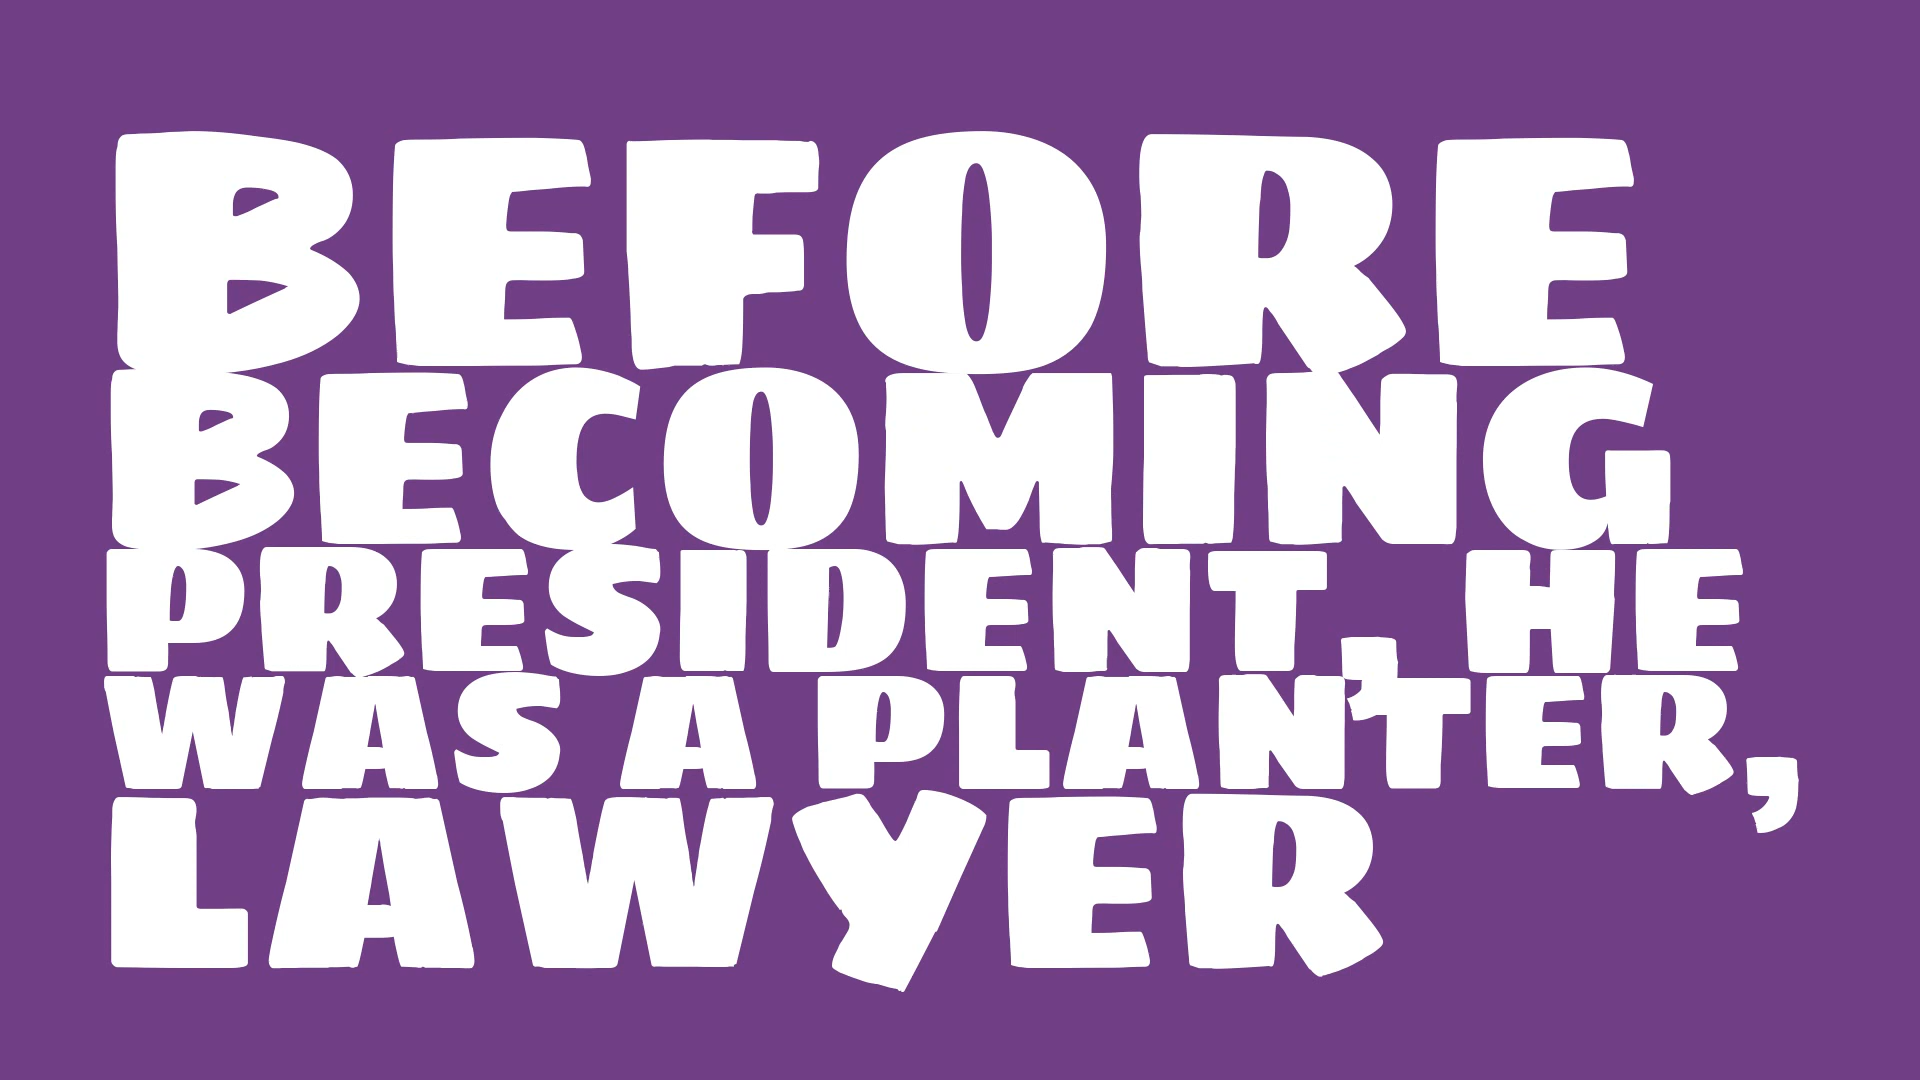 BEFORE
BECOMING
PRESIDENT, HE
WAS A PLANTER,
LAWYER